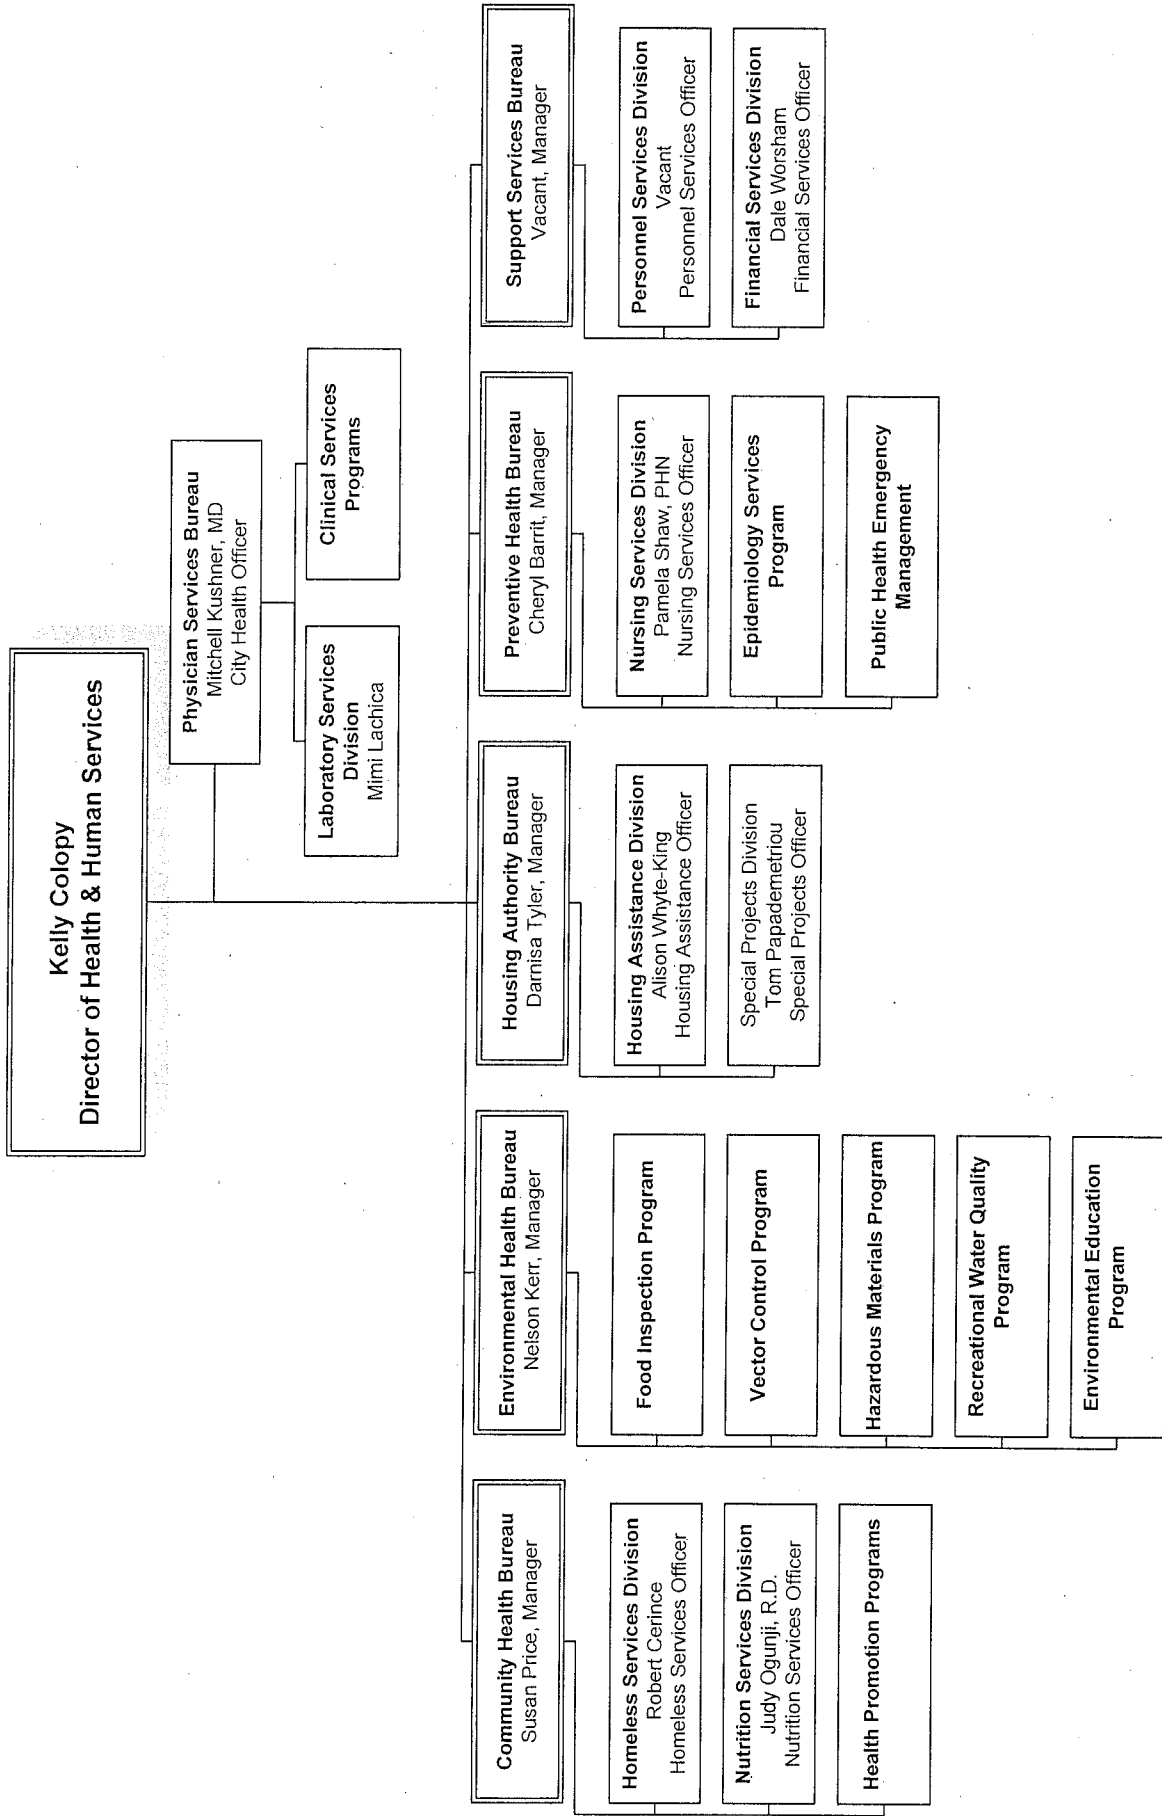 Kelly Colopy
Director of Health & Human Services
Physician Services Bureau
Mitchell Kushner, MD
City Health Officer
Laboratory Services
Division
Mimi Lachica
Clinical Services
Programs
Community Health Bureau
Susan Price, Manager
Homeless Services Division
Robert Cerince
Homeless Services Officer
Nutrition Services Division
Judy Ogunji, R.D.
Nutrition Services Officer
Health Promotion Programs
Environmental Health Bureau
Nelson Kerr, Manager
Food Inspection Program
Vector Control Program
Hazardous Materials Program
Recreational Water Quality
Program
Environmental Education
Program
Housing Authority Bureau
Darnisa Tyler, Manager
Housing Assistance Division
Alison Whyte-King
Housing Assistance Officer
Special Projects Division
Tom Papademetriou
Special Projects Officer
Preventive Health Bureau
Cheryl Barrit, Manager
Nursing Services Division
Pamela Shaw, PHN
Nursing Services Officer
Epidemiology Services
Program
Public Health Emergency
Management
Support Services Bureau
Vacant, Manager
Personnel Services Division
Vacant
Personnel Services Officer
Financial Services Division
Dale Worsham
Financial Services Officer